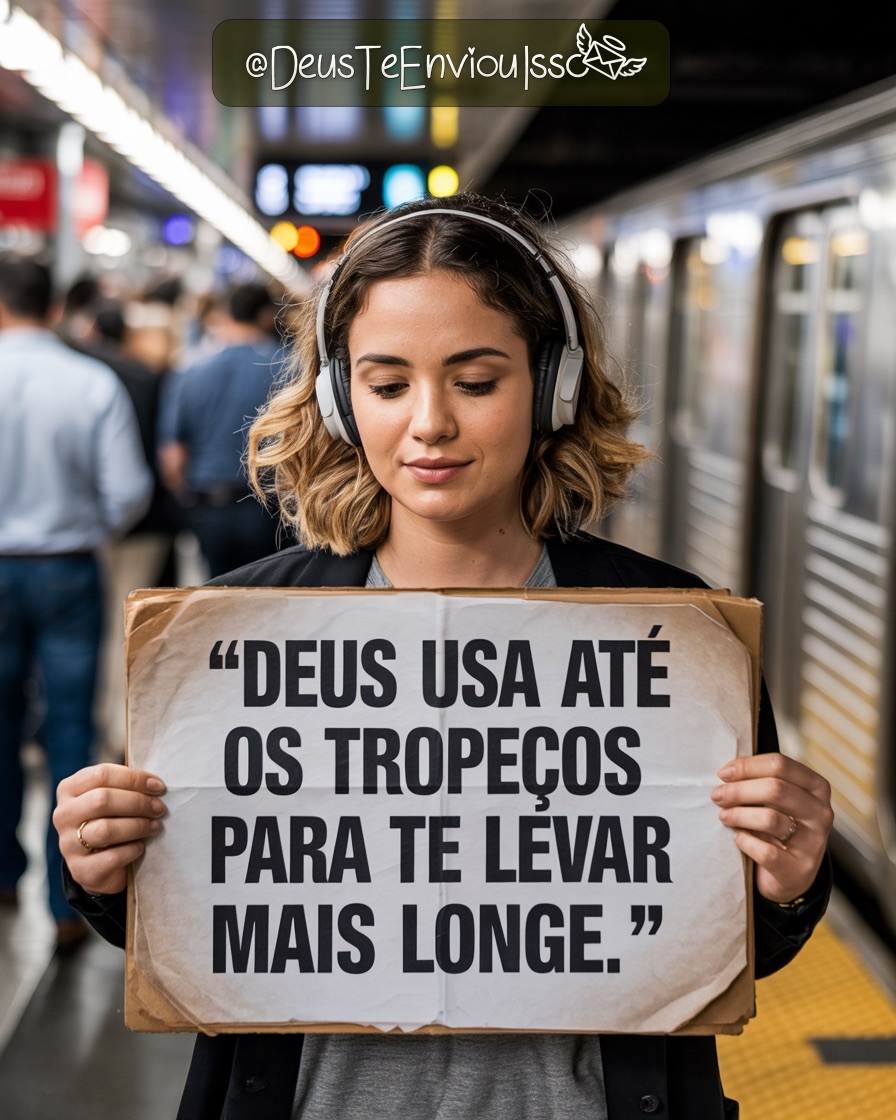 @DeusTeEnviouIsso
“DEUS USA ATÉ
OS TROPEÇOS
PARA TE LEVAR
MAIS LONGE.”